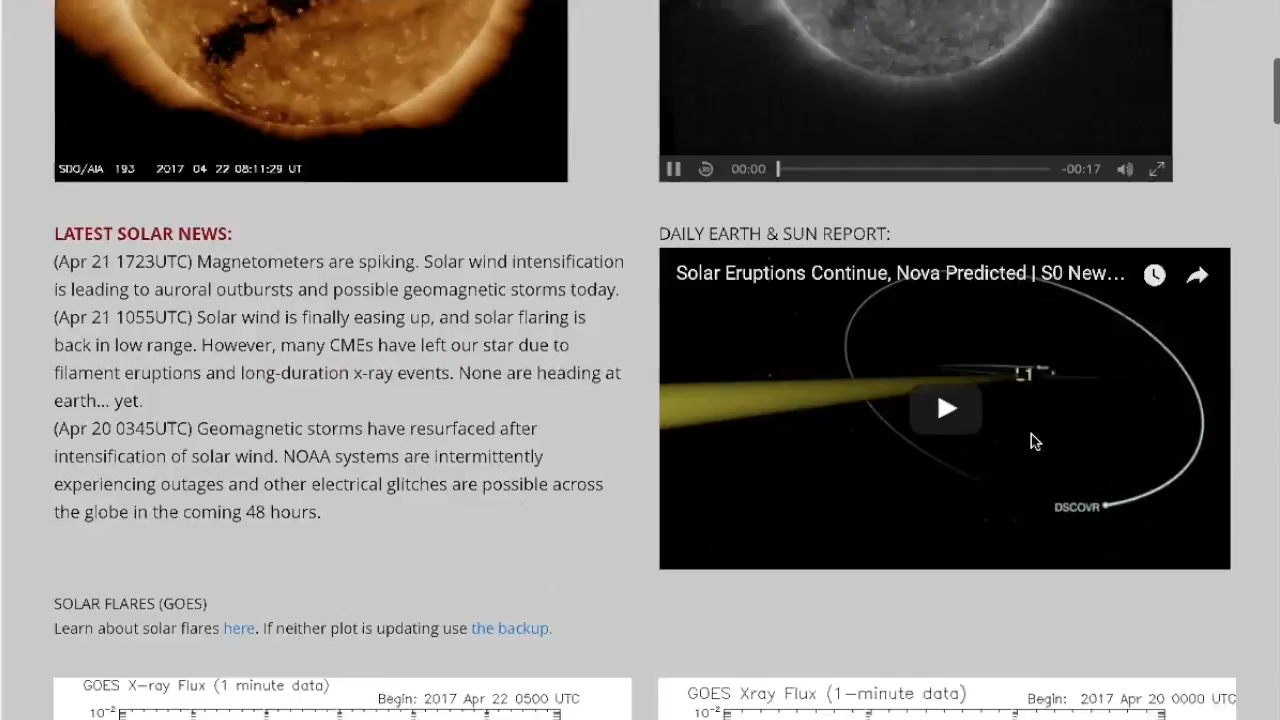 SDO/AIA 193 2017 04 22 08:11:29 UT
00:00
-00:17
LATEST SOLAR NEWS:
(Apr 21 1723UTC) Magnetometers are spiking. Solar wind intensification
is leading to auroral outbursts and possible geomagnetic storms today.
(Apr 21 1055UTC) Solar wind is finally easing up, and solar flaring is
back in low range. However, many CMEs have left our star due to
filament eruptions and long-duration x-ray events. None are heading at
earth... yet.
(Apr 20 0345UTC) Geomagnetic storms have resurfaced after
intensification of solar wind. NOAA systems are intermittently
experiencing outages and other electrical glitches are possible across
the globe in the coming 48 hours.
DAILY EARTH & SUN REPORT:
Solar Eruptions Continue, Nova Predicted | S0 New...
L1
DSCOVR
SOLAR FLARES (GOES)
Learn about solar flares here. If neither plot is updating use the backup.
GOES X-ray Flux (1 minute data)
Begin: 2017 Apr 22 0500 UTC
10-2
GOES Xray Flux (1-minute data)
Begin: 2017 Apr 20 0000 UTC
10-2